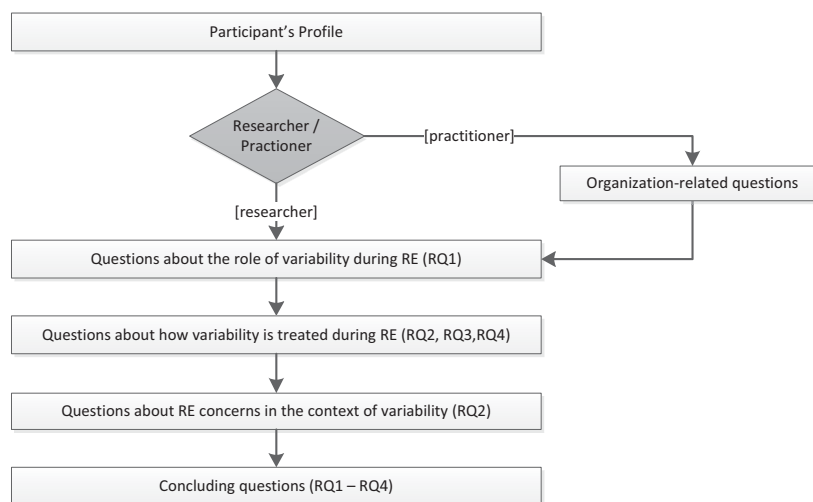 Participant's Profile
Researcher /
Practioner
[practitioner]
Organization-related questions
[researcher]
Questions about the role of variability during RE (RQ1)
Questions about how variability is treated during RE (RQ2, RQ3,RQ4)
Questions about RE concerns in the context of variability (RQ2)
Concluding questions (RQ1 – RQ4)